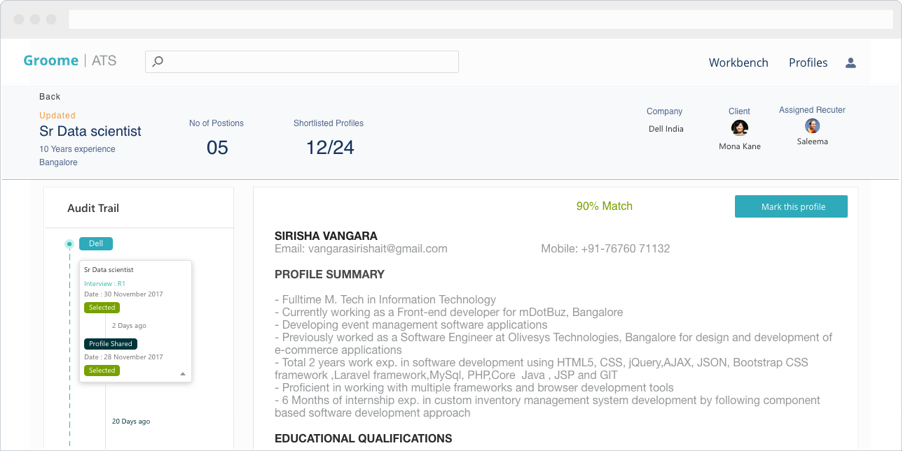 Groome | ATS
Workbench
Profiles
Back
Updated
Sr Data scientist
10 Years experience
Bangalore
No of Postions
05
Shortlisted Profiles
12/24
Company
Dell India
Client
Mona Kane
Assigned Recuter
Saleema
Audit Trail
Dell
Sr Data scientist
Interview : R1
Date : 30 November 2017
Selected
2 Days ago
Profile Shared
Date : 28 November 2017
Selected
20 Days ago
90% Match
Mark this profile
SIRISHA VANGARA
Email: vangarasirishait@gmail.com
Mobile: +91-76760 71132
PROFILE SUMMARY
- Fulltime M. Tech in Information Technology
- Currently working as a Front-end developer for mDotBuz, Bangalore
- Developing event management software applications
- Previously worked as a Software Engineer at Olivesys Technologies, Bangalore for design and development of
e-commerce applications
- Total 2 years work exp. in software development using HTML5, CSS, jQuery,AJAX, JSON, Bootstrap CSS
framework ,Laravel framework,MySql, PHP,Core Java , JSP and GIT
- Proficient in working with multiple frameworks and browser development tools
- 6 Months of internship exp. in custom inventory management system development by following component
based software development approach
EDUCATIONAL QUALIFICATIONS